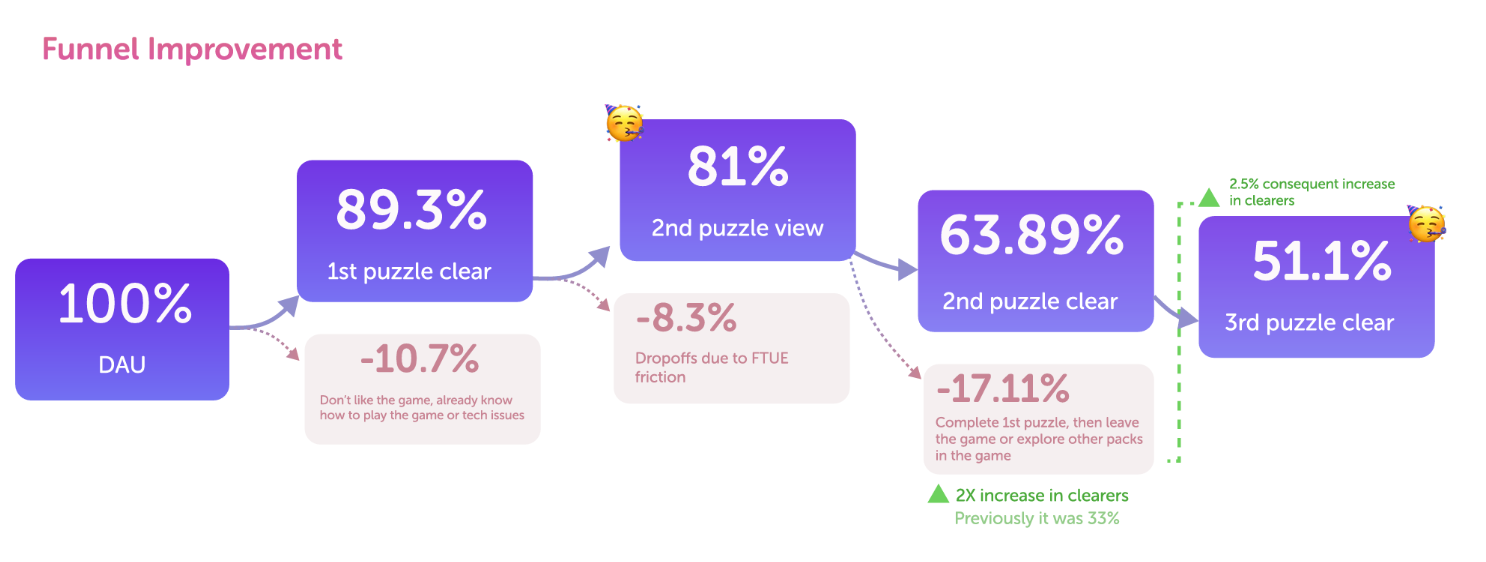 Funnel Improvement
100%
DAU
89.3%
1st puzzle clear
-10.7%
Don't like the game, already know
how to play the game or tech issues
81%
2nd puzzle view
-8.3%
Dropoffs due to FTUE
friction
63.89%
2nd puzzle clear
-17.11%
Complete 1st puzzle, then leave
the game or explore other packs
in the game
2X increase in clearers
Previously it was 33%
2.5% consequent increase
in clearers
51.1%
3rd puzzle clear